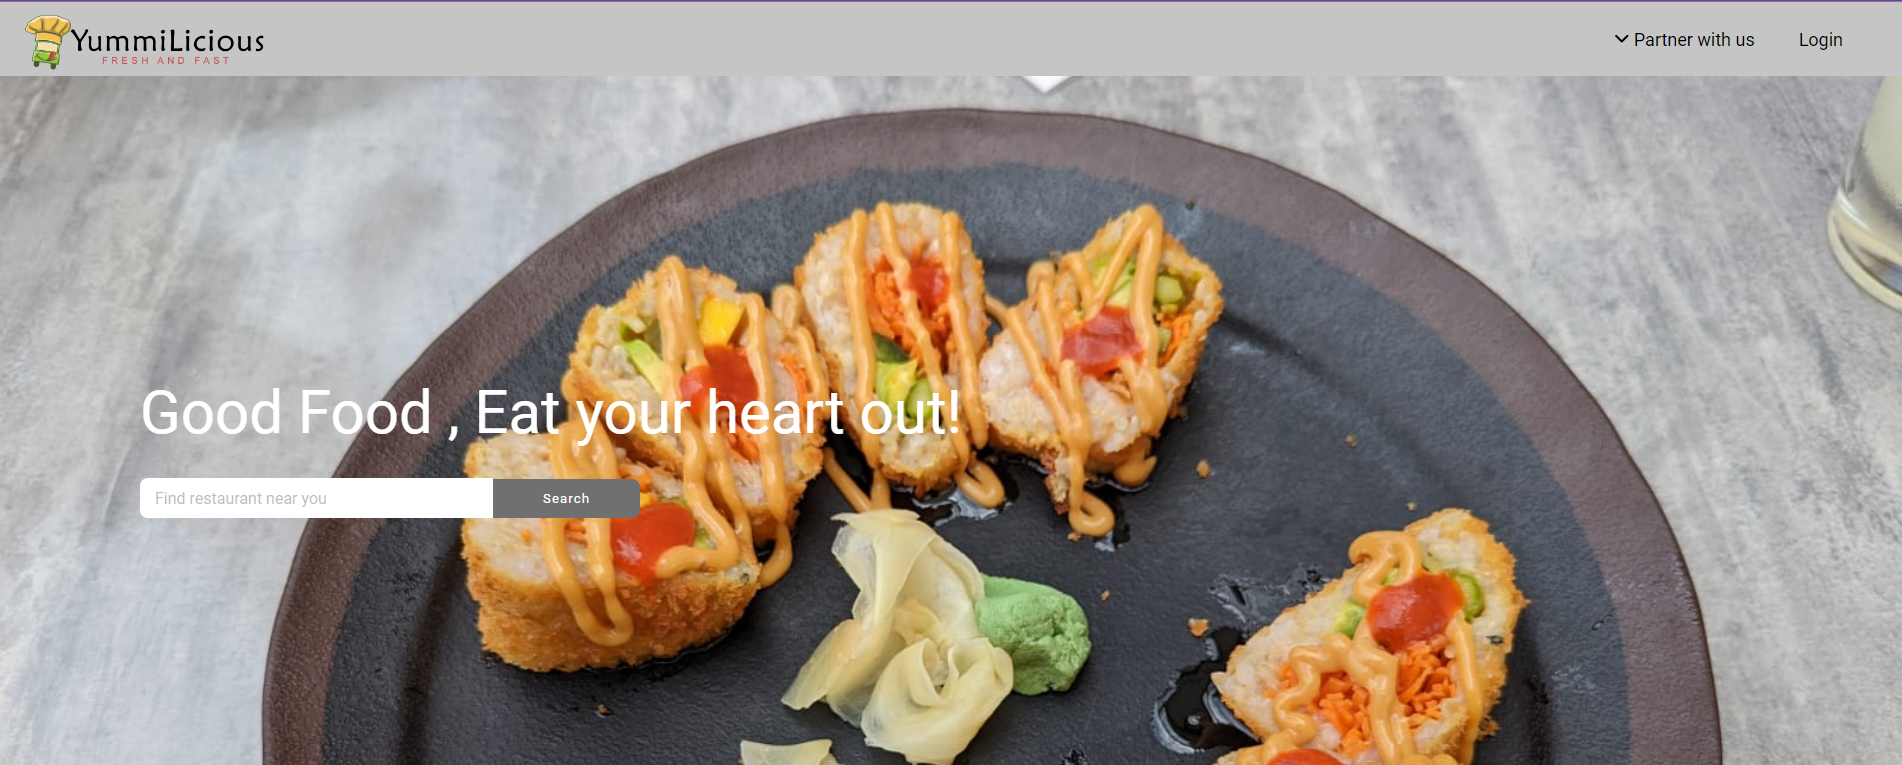 YummiLicious
FRESH AND FAST
Partner with us
Login
Good Food , Eat your heart out!
Find restaurant near you
Search